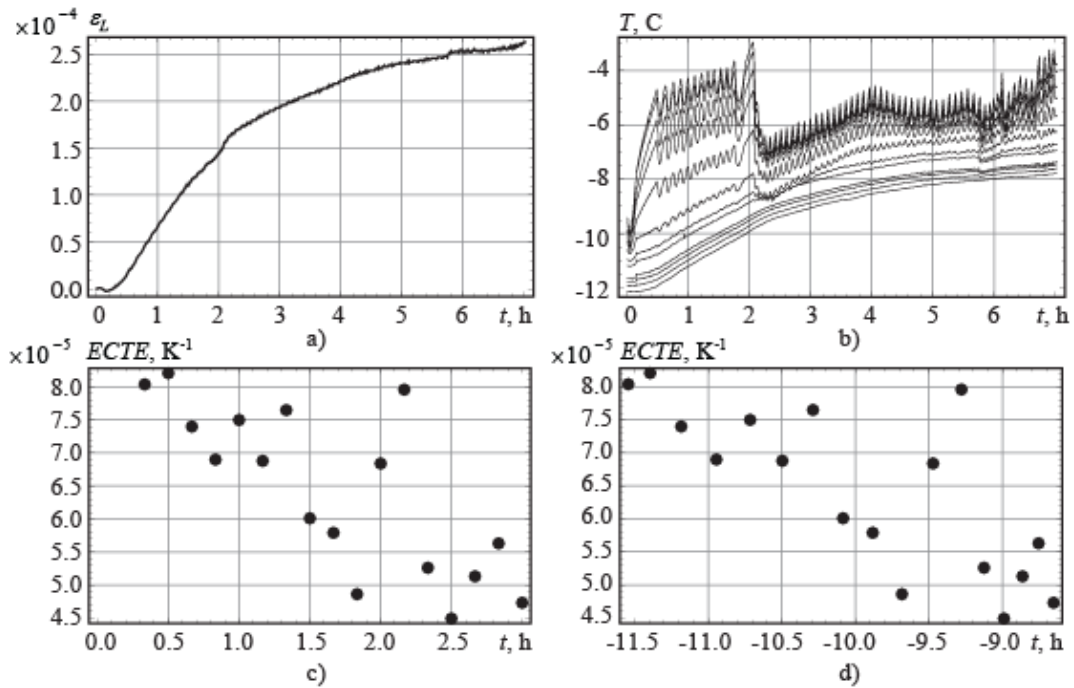 ×10⁻⁴ ε_L
2.5
2.0
1.5
1.0
0.5
0.0
0 1 2 3 4 5 6 t, h
a)
T, C
-4
-6
-8
-10
-12
0 1 2 3 4 5 6 t, h
b)
×10⁻⁵ ECTE, K⁻¹
8.0
7.5
7.0
6.5
6.0
5.5
5.0
4.5
0.0 0.5 1.0 1.5 2.0 2.5 t, h
c)
×10⁻⁵ ECTE, K⁻¹
8.0
7.5
7.0
6.5
6.0
5.5
5.0
4.5
-11.5 -11.0 -10.5 -10.0 -9.5 -9.0 t, h
d)